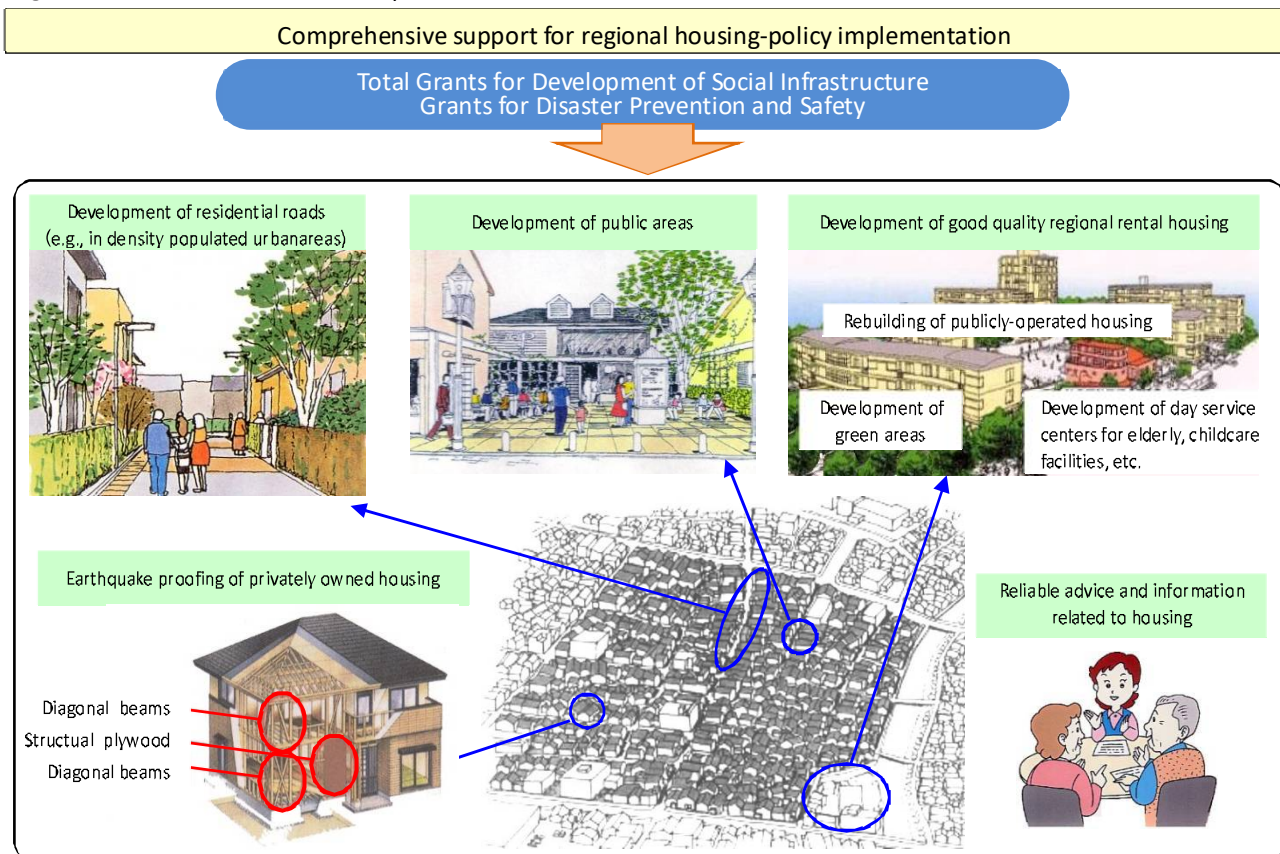 Comprehensive support for regional housing-policy implementation
Total Grants for Development of Social Infrastructure
Grants for Disaster Prevention and Safety
Development of residential roads
(e.g., in density populated urbanareas)
Development of public areas
Development of good quality regional rental housing
Rebuilding of publicly-operated housing
Development of
green areas
Development of day service
centers for elderly, childcare
facilities, etc.
Earthquake proofing of privately owned housing
Diagonal beams
Structual plywood
Diagonal beams
Reliable advice and information
related to housing